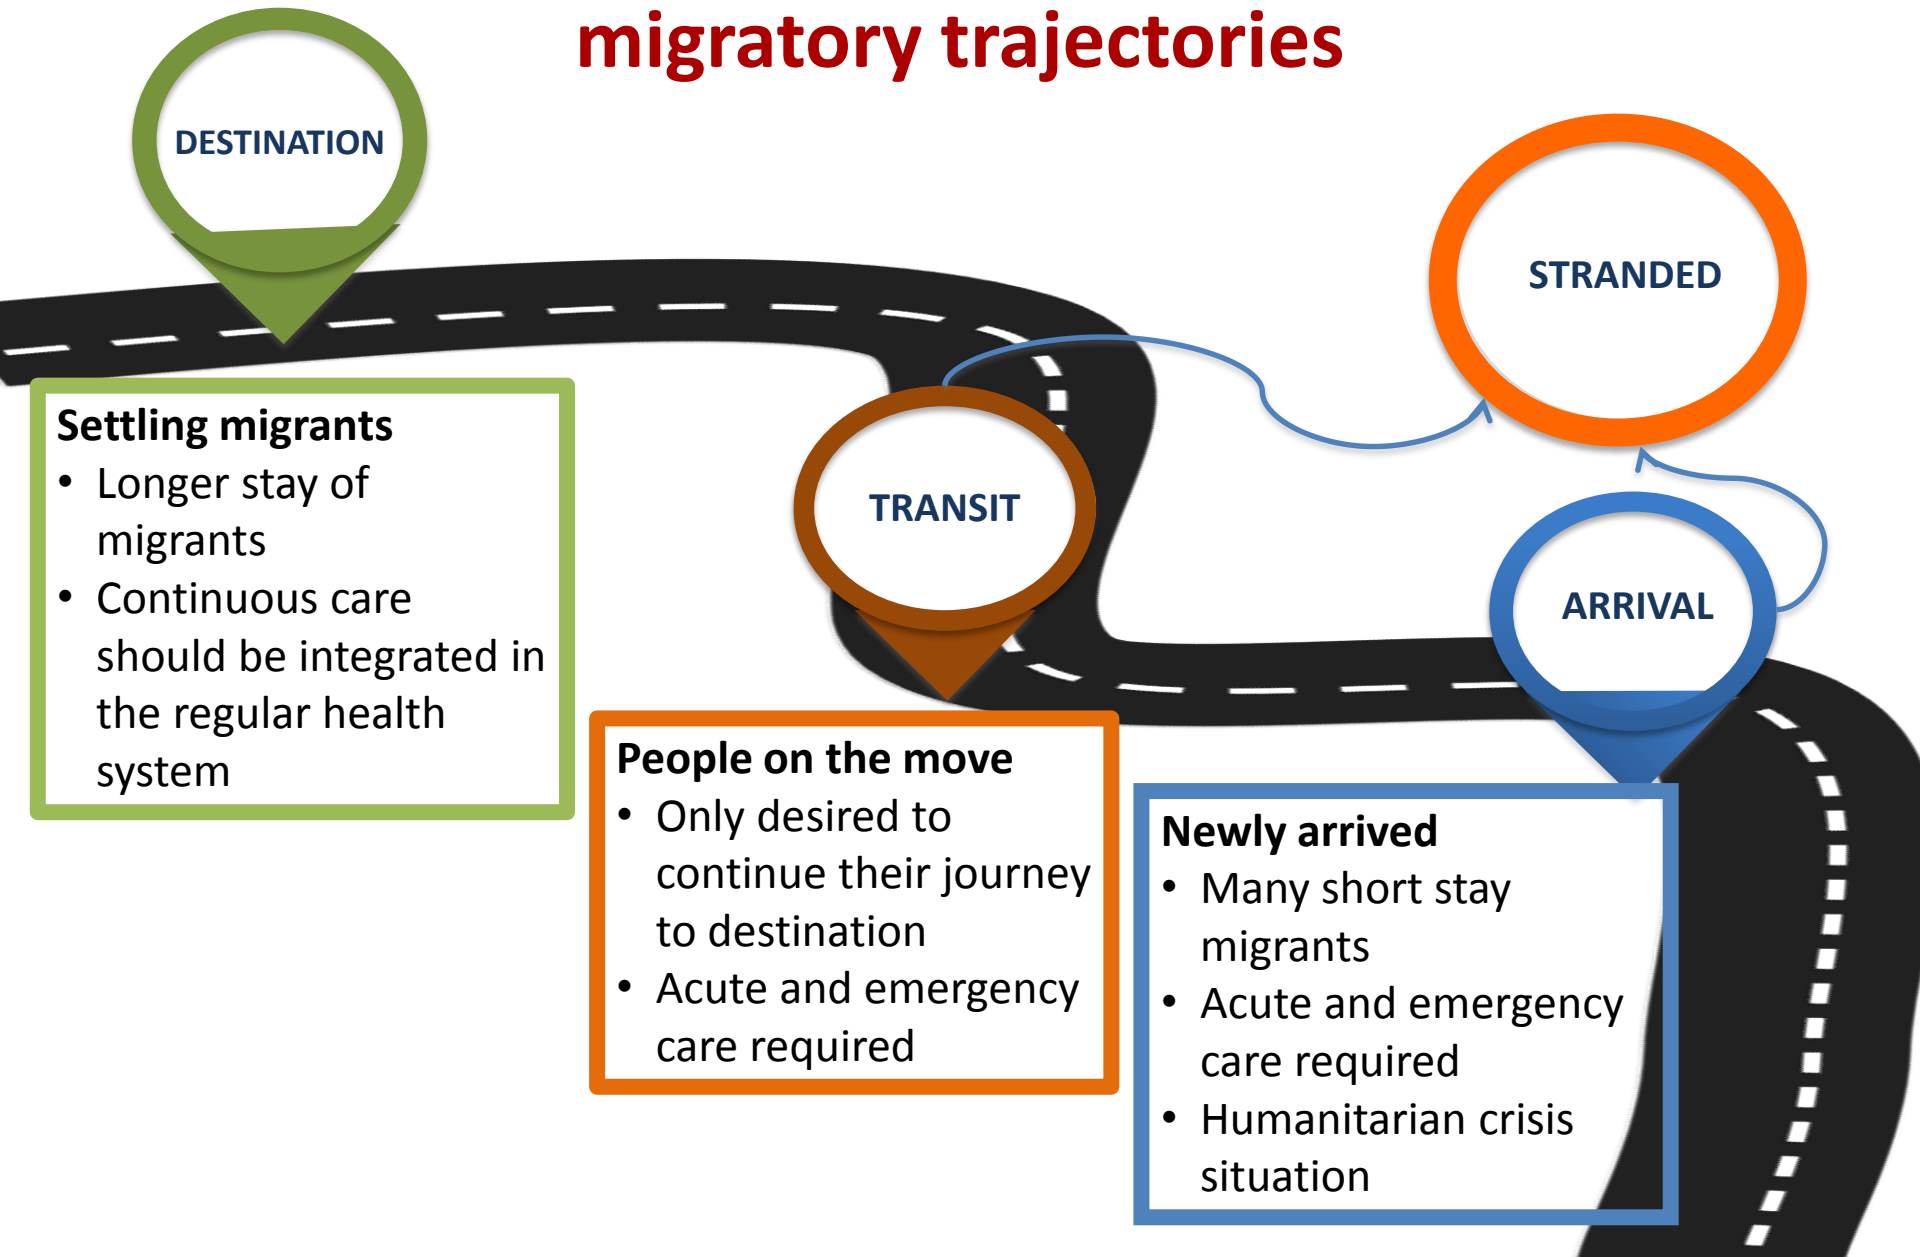 migratory trajectories
DESTINATION
STRANDED
TRANSIT
ARRIVAL
Settling migrants
• Longer stay of
migrants
• Continuous care
should be integrated in
the regular health
system
People on the move
• Only desired to
continue their journey
to destination
• Acute and emergency
care required
Newly arrived
• Many short stay
migrants
• Acute and emergency
care required
• Humanitarian crisis
situation